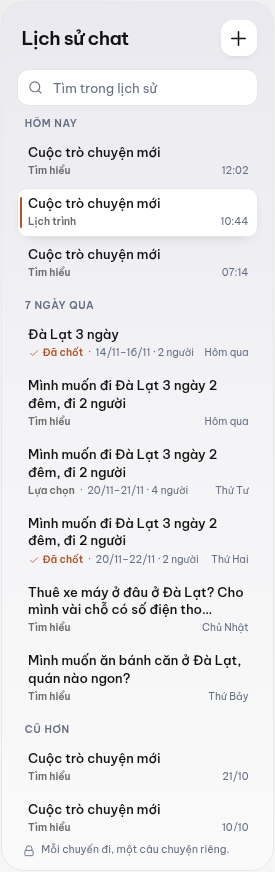 Lịch sử chat
Tìm trong lịch sử
HÔM NAY
Cuộc trò chuyện mới
Tìm hiểu 12:02
Cuộc trò chuyện mới
Lịch trình 10:44
Cuộc trò chuyện mới
Tìm hiểu 07:14
7 NGÀY QUA
Đà Lạt 3 ngày
Đã chốt · 14/11–16/11 · 2 người Hôm qua
Mình muốn đi Đà Lạt 3 ngày 2
đêm, đi 2 người
Tìm hiểu Hôm qua
Mình muốn đi Đà Lạt 3 ngày 2
đêm, đi 2 người
Lựa chọn · 20/11–21/11 · 4 người Thứ Tư
Mình muốn đi Đà Lạt 3 ngày 2
đêm, đi 2 người
Đã chốt · 20/11–22/11 · 2 người Thứ Hai
Thuê xe máy ở đâu ở Đà Lạt? Cho
mình vài chỗ có số điện tho...
Tìm hiểu Chủ Nhật
Mình muốn ăn bánh căn ở Đà Lạt,
quán nào ngon?
Tìm hiểu Thứ Bảy
CŨ HƠN
Cuộc trò chuyện mới
Tìm hiểu 21/10
Cuộc trò chuyện mới
Tìm hiểu 10/10
Mỗi chuyến đi, một câu chuyện riêng.